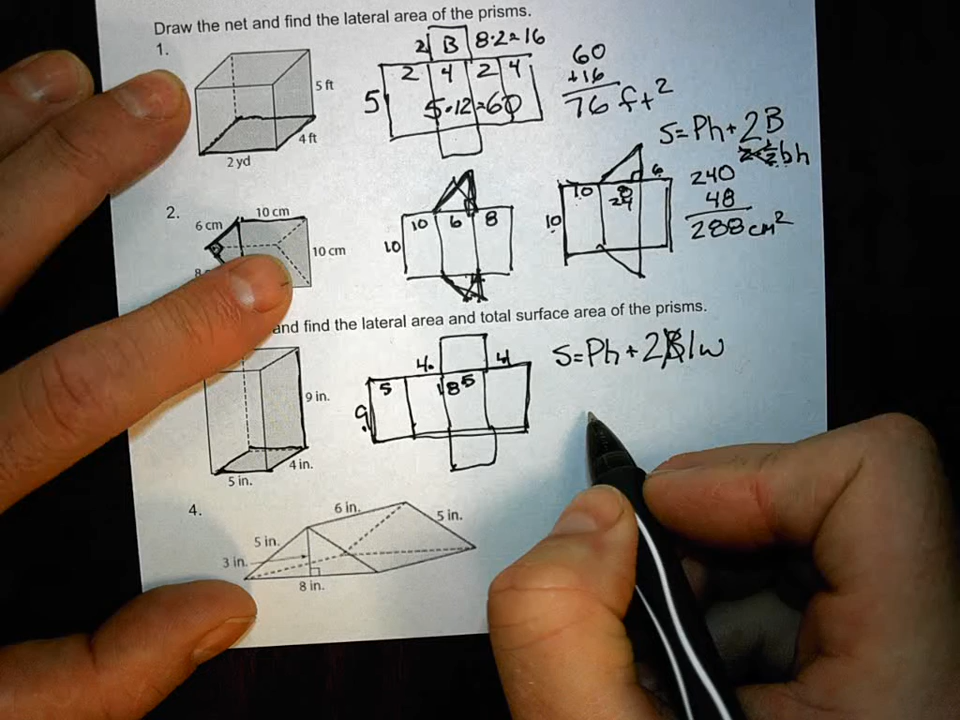 Draw the net and find the lateral area of the prisms.
1.
5 ft
4 ft
2 yd
2 B 8·2=16
2 4 2 4
5 5·12=60
60
+16
76 ft²
S=Ph+2B
bh
2.
10 cm
6 cm
10 cm
8
10 6 8
10
10 8 6
24
10
240
48
288cm²
and find the lateral area and total surface area of the prisms.
9 in.
4 in.
5 in.
4 4
5 18 5
9
S=Ph+2lw
4.
6 in.
5 in.
5 in.
3 in.
8 in.